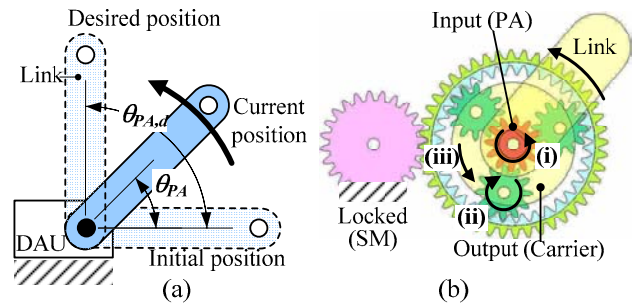 Desired position
Link
θPA,d
Current
position
θPA
DAU
Initial position
(a)
Input (PA)
Link
(i)
(iii)
(ii)
Locked
(SM)
Output (Carrier)
(b)